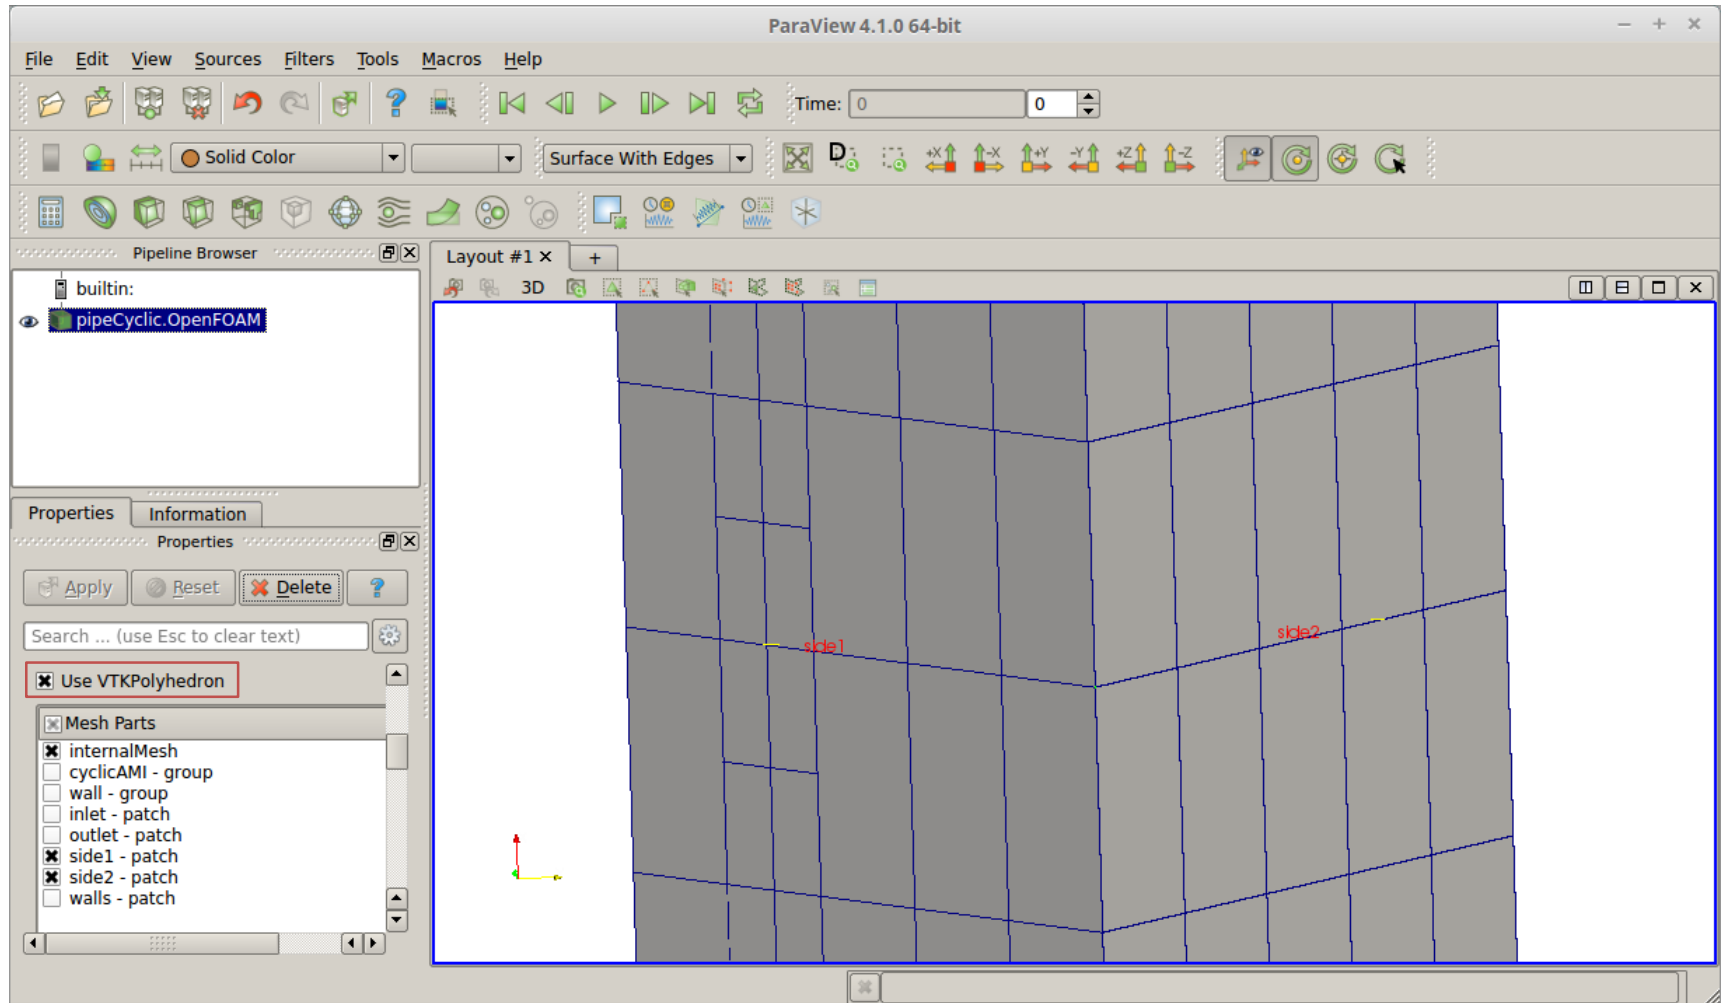 ParaView 4.1.0 64-bit
File Edit View Sources Filters Tools Macros Help
Time: 0 0
Solid Color Surface With Edges D +X -X +Y -Y +Z -Z
Pipeline Browser
Layout #1 × +
builtin:
3D
pipeCyclic.OpenFOAM
Properties Information
Properties
Apply Reset Delete ?
Search ... (use Esc to clear text)
side1 side2
Use VTKPolyhedron
Mesh Parts
internalMesh
cyclicAMI - group
wall - group
inlet - patch
outlet - patch
side1 - patch
side2 - patch
walls - patch